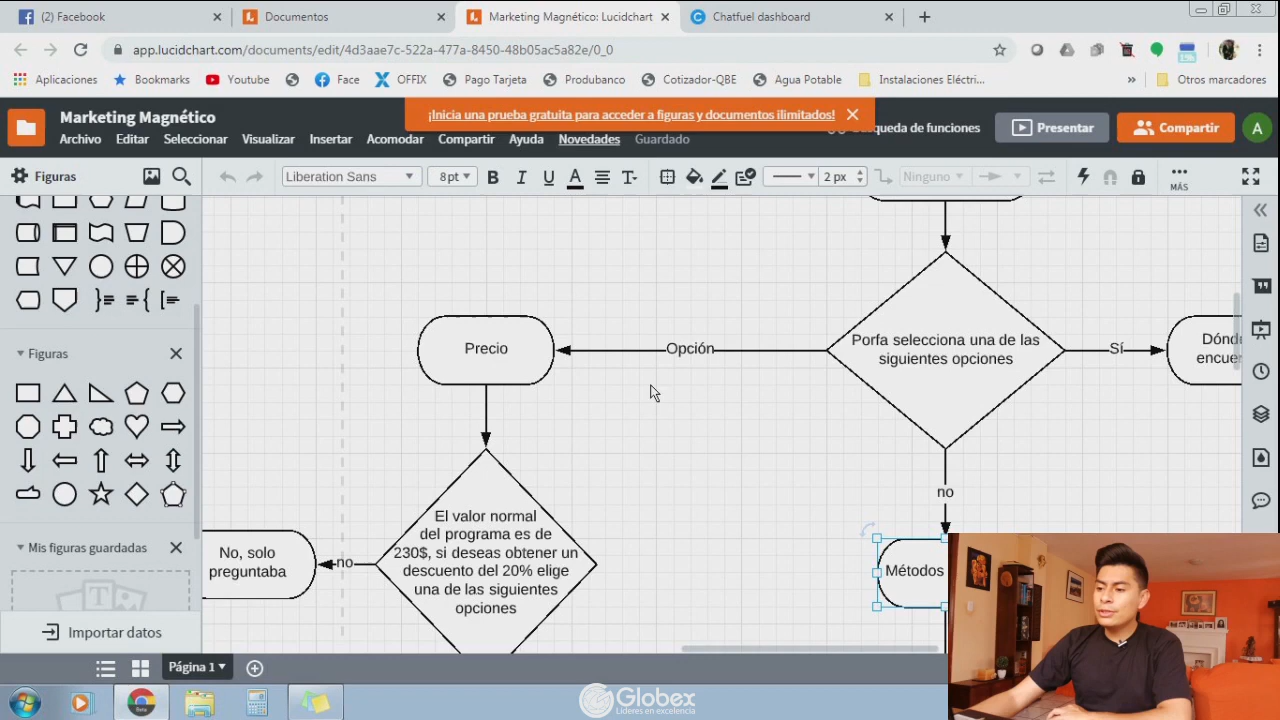 (2) Facebook
Documentos
Marketing Magnético: Lucidchart
Chatfuel dashboard
app.lucidchart.com/documents/edit/4d3aae7c-522a-477a-8450-48b05ac5a82e/0_0
Aplicaciones
Bookmarks
Youtube
Face
OFFIX
Pago Tarjeta
Produbanco
Cotizador-QBE
Agua Potable
Instalaciones Eléctri...
»
Otros marcadores
Marketing Magnético
¡Inicia una prueba gratuita para acceder a figuras y documentos ilimitados!
squeda de funciones
Presentar
Compartir
A
Archivo
Editar
Seleccionar
Visualizar
Insertar
Acomodar
Compartir
Ayuda
Novedades
Guardado
Figuras
Liberation Sans
8pt
B
I
U
A
T
2 px
Ninguno
MÁS
Precio
Opción
Porfa selecciona una de las
siguientes opciones
Sí
Dónd
encuer
Figuras
no
El valor normal
del programa es de
230$, si deseas obtener un
descuento del 20% elige
una de las siguientes
opciones
no
No, solo
preguntaba
Métodos
Mis figuras guardadas
Importar datos
Página 1
Globex
Líderes en excelencia